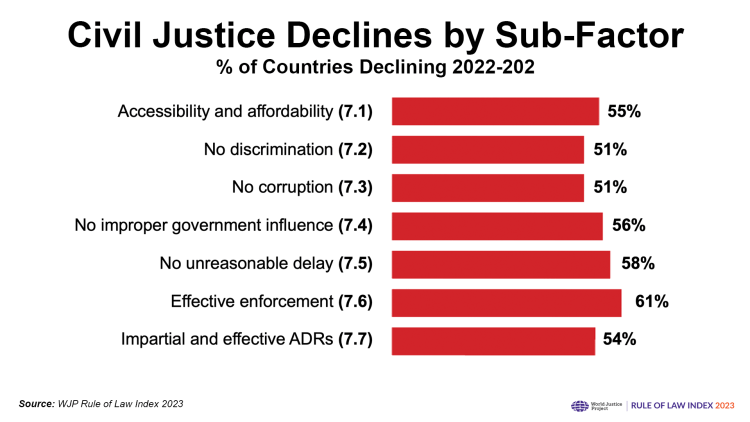 Civil Justice Declines by Sub-Factor
% of Countries Declining 2022-202
Accessibility and affordability (7.1) 55%
No discrimination (7.2) 51%
No corruption (7.3) 51%
No improper government influence (7.4) 56%
No unreasonable delay (7.5) 58%
Effective enforcement (7.6) 61%
Impartial and effective ADRs (7.7) 54%
Source: WJP Rule of Law Index 2023
World Justice
Project
RULE OF LAW INDEX 2023